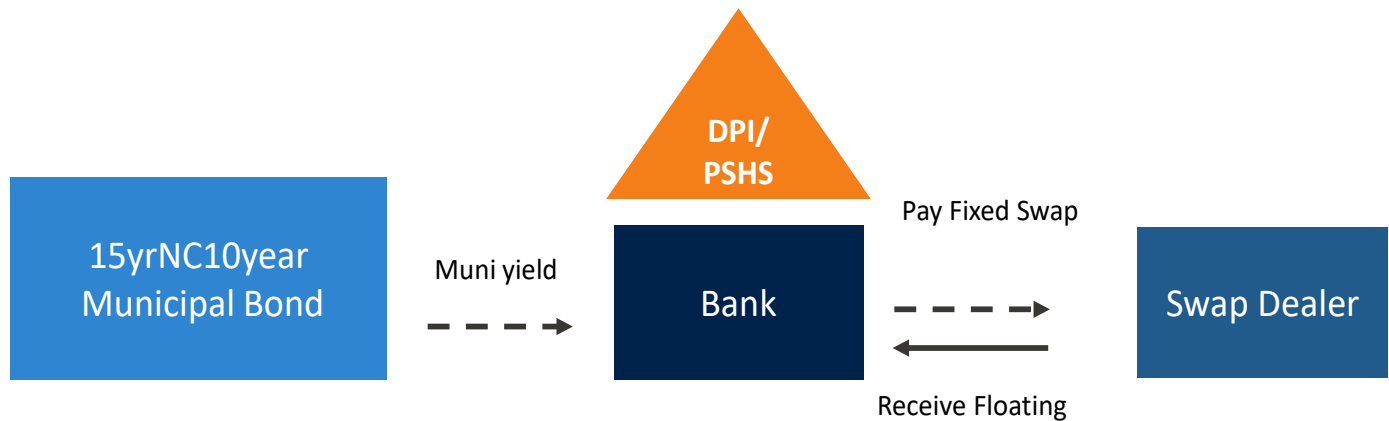 DPI/
PSHS
15yrNC10year
Municipal Bond
Muni yield
Bank
Pay Fixed Swap
Receive Floating
Swap Dealer